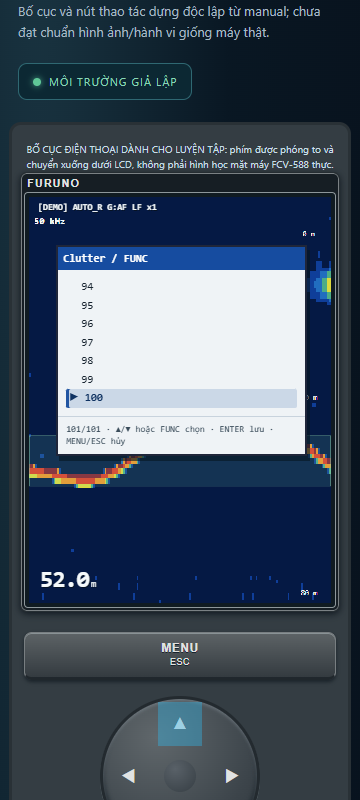 Bố cục và nút thao tác dựng độc lập từ manual; chưa
đạt chuẩn hình ảnh/hành vi giống máy thật.
MÔI TRƯỜNG GIẢ LẬP
BỐ CỤC ĐIỆN THOẠI DÀNH CHO LUYỆN TẬP: phím được phóng to và
chuyển xuống dưới LCD, không phải hình học mặt máy FCV-588 thực.
FURUNO
[DEMO] AUTO_R G:AF LF x1
50 kHz
0 m
Clutter / FUNC
94
95
96
97
98
99
▶ 100
101/101 · ▲/▼ hoặc FUNC chọn · ENTER lưu ·
MENU/ESC hủy
52.0m
80 m
MENU
ESC
▲
◀ ▶